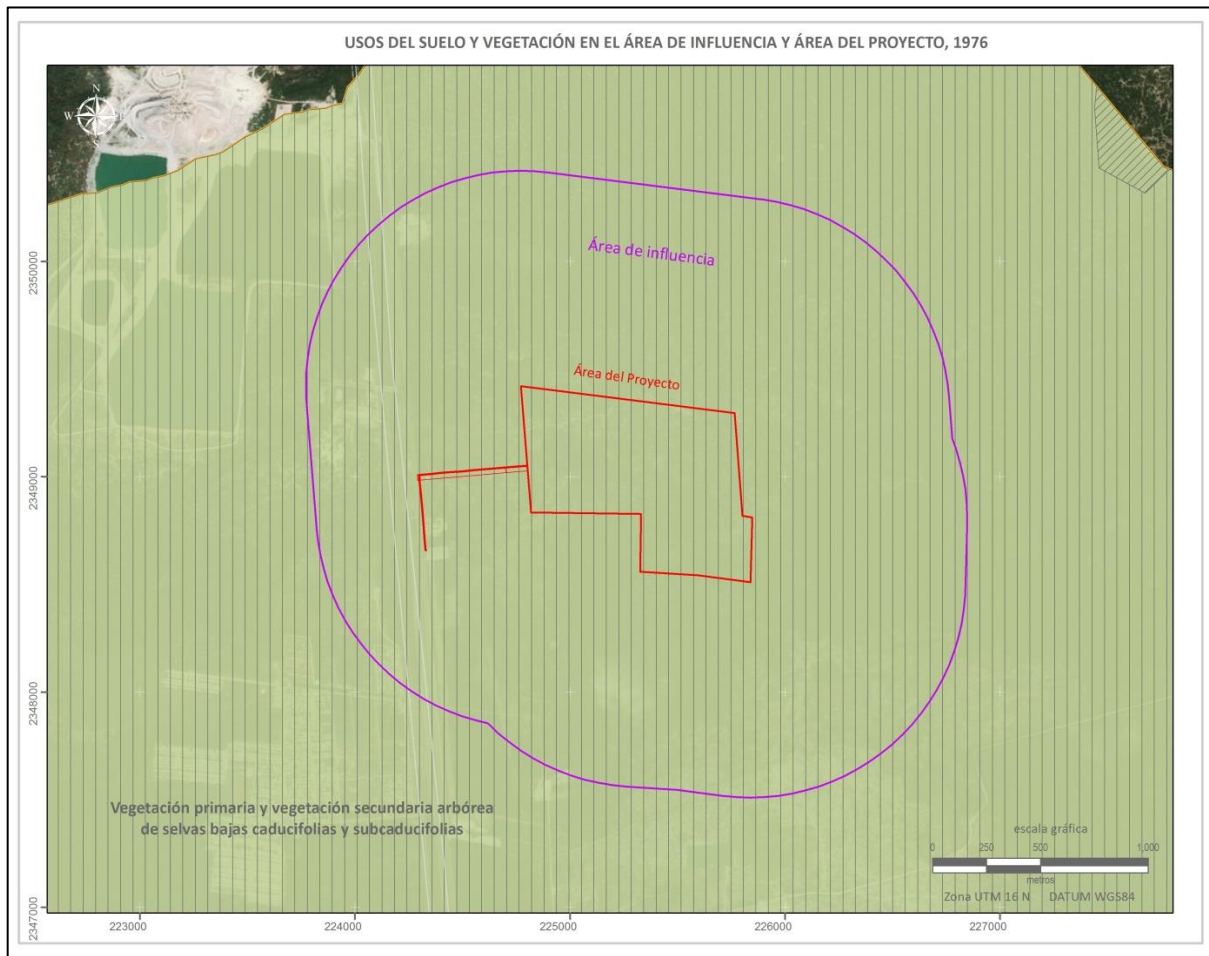 USOS DEL SUELO Y VEGETACIÓN EN EL ÁREA DE INFLUENCIA Y ÁREA DEL PROYECTO, 1976
N
W E
S
Área de influencia
Área del Proyecto
2350000
2349000
2348000
2347000
Vegetación primaria y vegetación secundaria arbórea
de selvas bajas caducifolias y subcaducifolias
escala gráfica
0 250 500 1,000
metros
Zona UTM 16 N DATUM WGS84
223000 224000 225000 226000 227000